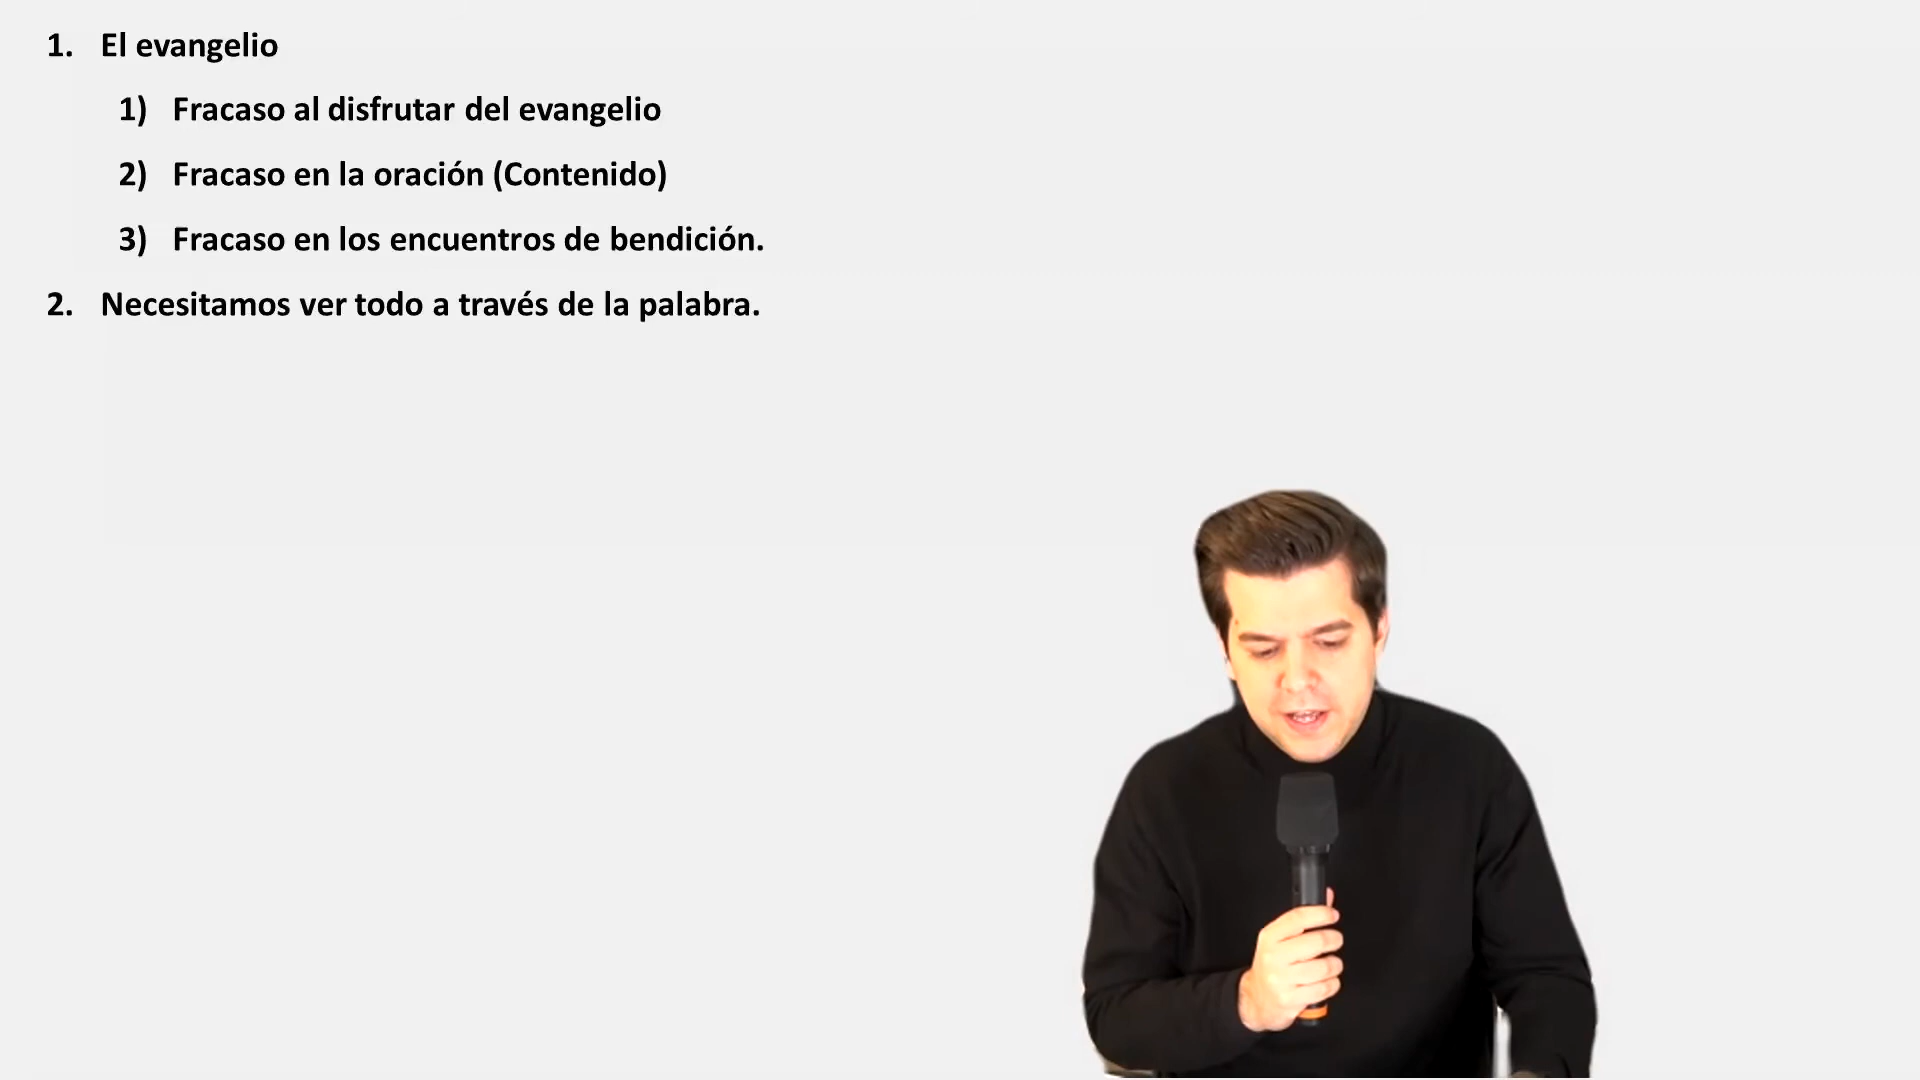 1. El evangelio
1) Fracaso al disfrutar del evangelio
2) Fracaso en la oración (Contenido)
3) Fracaso en los encuentros de bendición.
2. Necesitamos ver todo a través de la palabra.